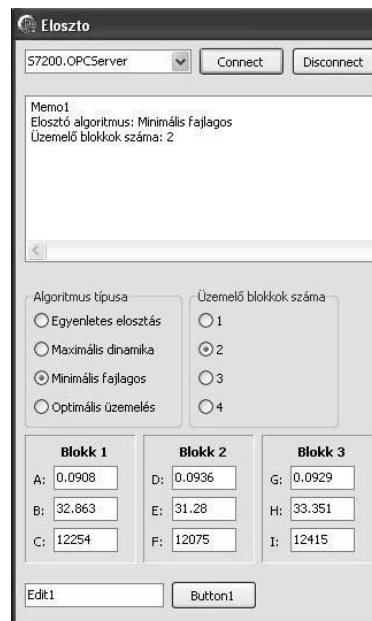 Eloszto
S7200.OPCServer Connect Disconnect
Memo1
Elosztó algoritmus: Minimális fajlagos
Üzemelő blokkok száma: 2
Algoritmus típusa
Egyenletes elosztás
Maximális dinamika
Minimális fajlagos
Optimális üzemelés
Üzemelő blokkok száma
1
2
3
4
Blokk 1
A: 0.0908
B: 32.863
C: 12254
Blokk 2
D: 0.0936
E: 31.28
F: 12075
Blokk 3
G: 0.0929
H: 33.351
I: 12415
Edit1 Button1